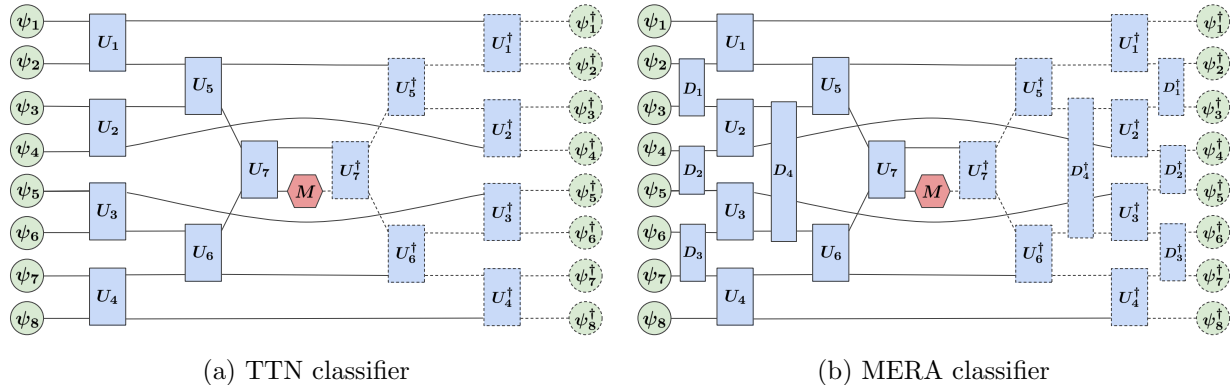 ψ₁ U₁ U₁† ψ₁†
ψ₂ U₅ U₅† ψ₂†
ψ₃ U₂ U₂† ψ₃†
ψ₄ U₇ M U₇† ψ₄†
ψ₅ U₃ U₃† ψ₅†
ψ₆ U₆ U₆† ψ₆†
ψ₇ U₄ U₄† ψ₇†
ψ₈ ψ₈†
(a) TTN classifier
ψ₁ U₁ U₁† ψ₁†
ψ₂ D₁ U₅ U₅† D₁† ψ₂†
ψ₃ U₂ U₂† ψ₃†
ψ₄ D₂ D₄ U₇ M U₇† D₄† D₂† ψ₄†
ψ₅ U₃ U₃† ψ₅†
ψ₆ D₃ U₆ U₆† D₃† ψ₆†
ψ₇ U₄ U₄† ψ₇†
ψ₈ ψ₈†
(b) MERA classifier